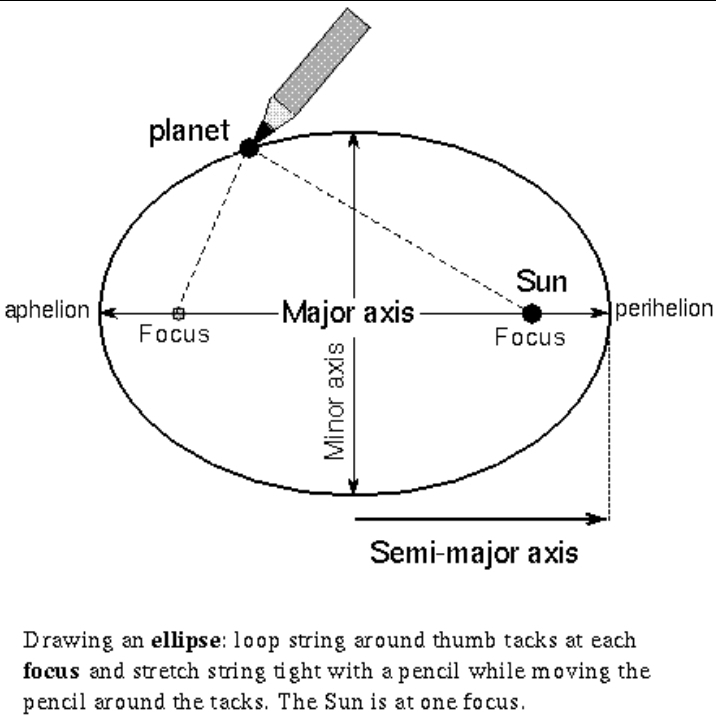 planet
Sun
aphelion
Major axis
perihelion
Focus
Focus
Minor axis
Semi-major axis
Drawing an ellipse: loop string around thumb tacks at each
focus and stretch string tight with a pencil while moving the
pencil around the tacks. The Sun is at one focus.